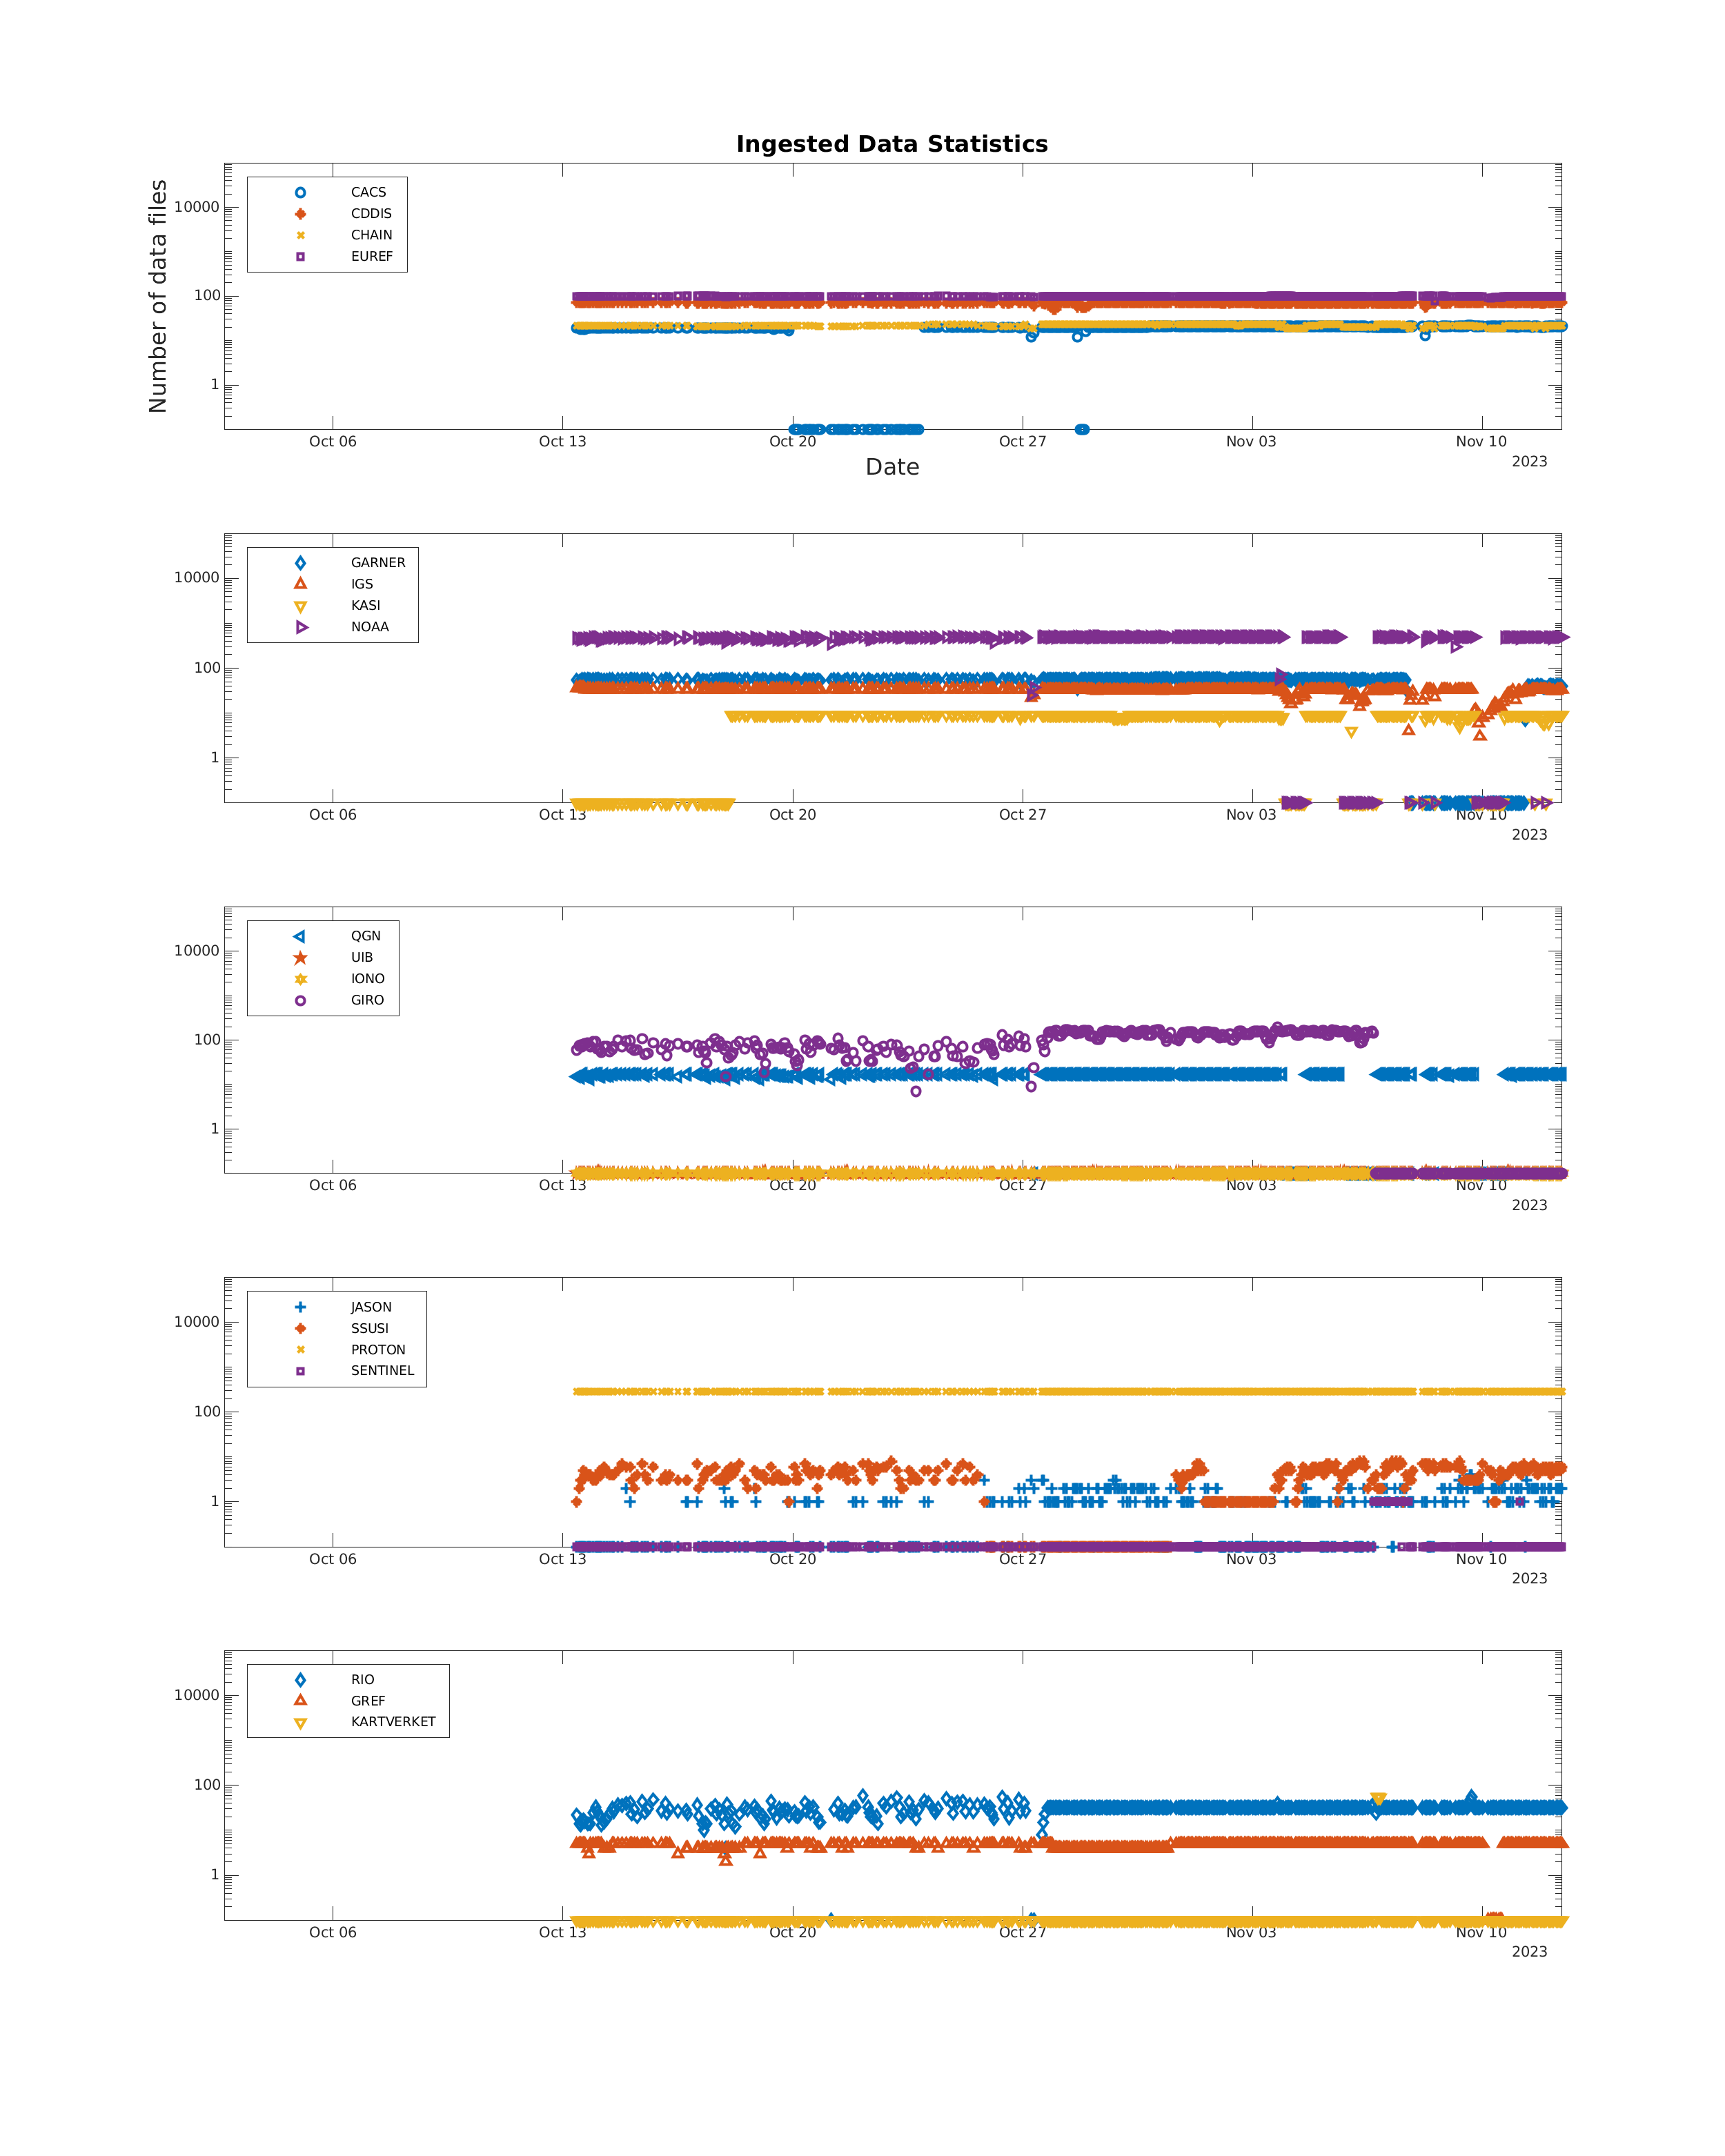 Ingested Data Statistics
Number of data files
CACS
CDDIS
CHAIN
EUREF
10000
100
1
Oct 06 Oct 13 Oct 20 Oct 27 Nov 03 Nov 10
2023
Date
GARNER
IGS
KASI
NOAA
10000
100
1
Oct 06 Oct 13 Oct 20 Oct 27 Nov 03 Nov 10
2023
QGN
UIB
IONO
GIRO
10000
100
1
Oct 06 Oct 13 Oct 20 Oct 27 Nov 03 Nov 10
2023
JASON
SSUSI
PROTON
SENTINEL
10000
100
1
Oct 06 Oct 13 Oct 20 Oct 27 Nov 03 Nov 10
2023
RIO
GREF
KARTVERKET
10000
100
1
Oct 06 Oct 13 Oct 20 Oct 27 Nov 03 Nov 10
2023